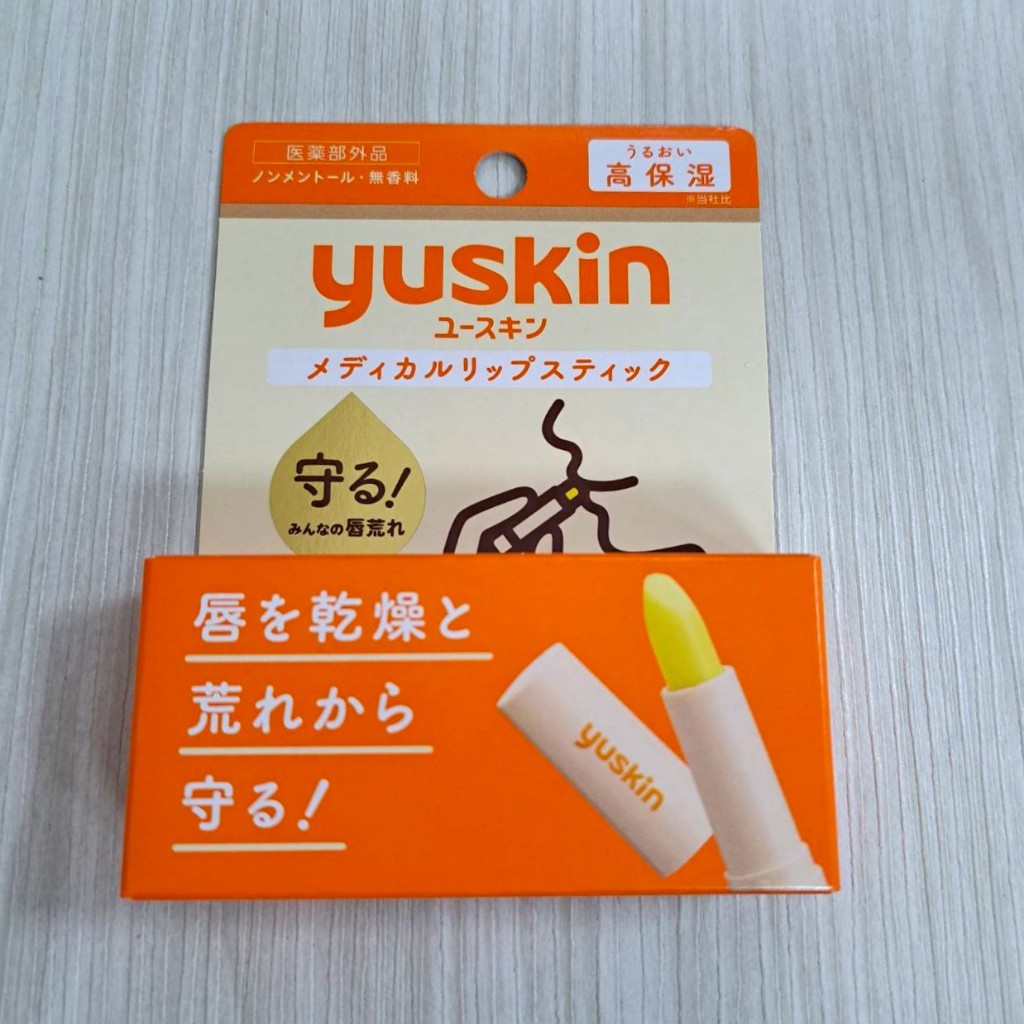 医薬部外品
ノンメントール・無香料
うるおい
高保湿
※当社比
yuskin
ユースキン
メディカルリップスティック
守る!
みんなの唇荒れ
唇を乾燥と
荒れから
守る!
yuskin